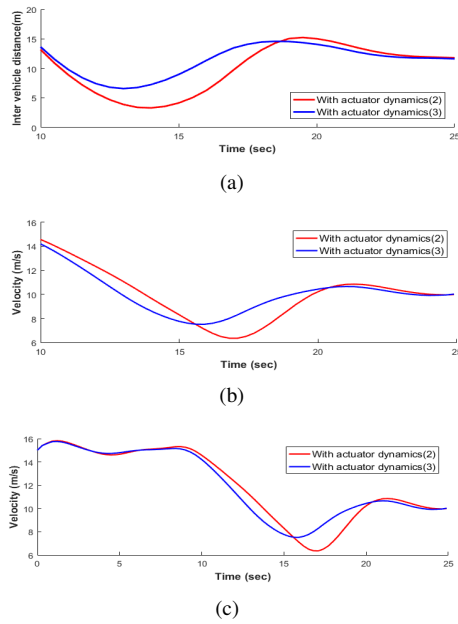 20
15
10
5
0
Inter vehicle distance(m)
With actuator dynamics(2)
With actuator dynamics(3)
10 15 20 25
Time (sec)
(a)
16
14
12
10
8
6
Velocity (m/s)
With actuator dynamics(2)
With actuator dynamics(3)
10 15 20 25
Time (sec)
(b)
16
14
12
10
8
6
Velocity (m/s)
With actuator dynamics(2)
With actuator dynamics(3)
0 5 10 15 20 25
Time (sec)
(c)